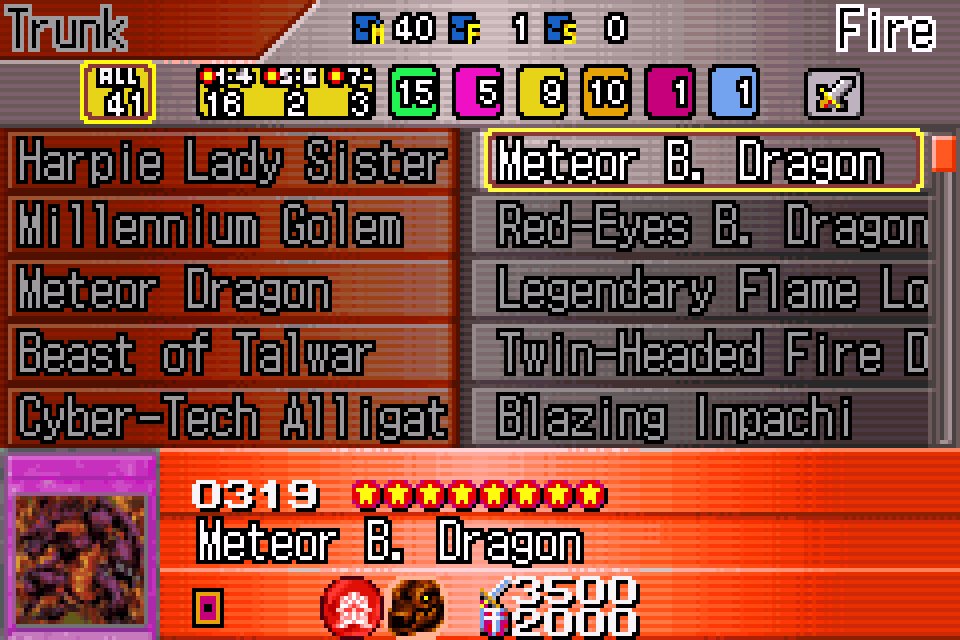 Trunk M 40 F 1 S 0 Fire
ALL 41 1-4 16 5-6 2 7- 3 15 5 9 10 1 1
Harpie Lady Sister
Millennium Golem
Meteor Dragon
Beast of Talwar
Cyber-Tech Alligat
Meteor B. Dragon
Red-Eyes B. Dragon
Legendary Flame Lo
Twin-Headed Fire D
Blazing Inpachi
0319
Meteor B. Dragon
3500
2000